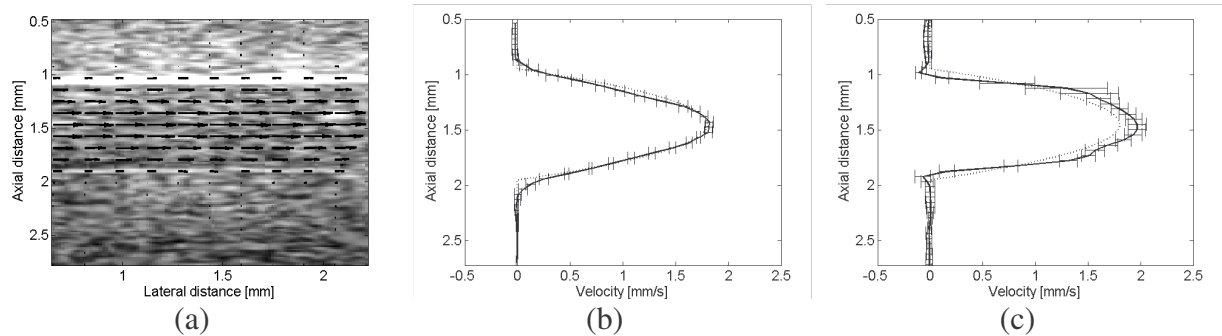 0.5
1
1.5
2
2.5
Axial distance [mm]
1 1.5 2
Lateral distance [mm]
(a)
0.5
1
1.5
2
2.5
Axial distance [mm]
-0.5 0 0.5 1 1.5 2 2.5
Velocity [mm/s]
(b)
0.5
1
1.5
2
2.5
Axial distance [mm]
-0.5 0 0.5 1 1.5 2 2.5
Velocity [mm/s]
(c)